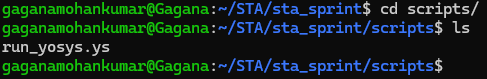 gaganamohankumar@Gagana:~/STA/sta_sprint$ cd scripts/
gaganamohankumar@Gagana:~/STA/sta_sprint/scripts$ ls
run_yosys.ys
gaganamohankumar@Gagana:~/STA/sta_sprint/scripts$